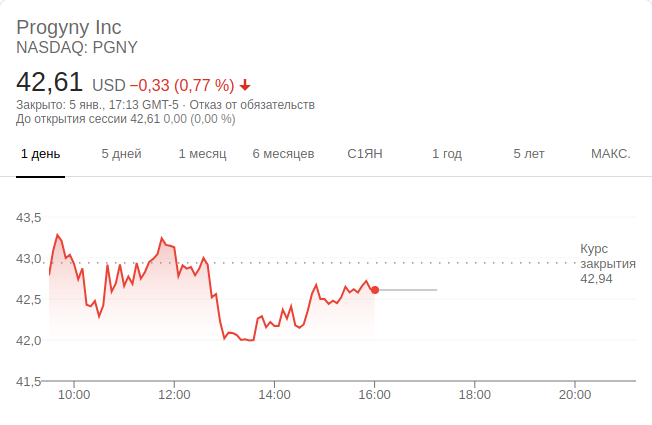 Progyny Inc
NASDAQ: PGNY
42,61 USD −0,33 (0,77 %)
Закрыто: 5 янв., 17:13 GMT-5 · Отказ от обязательств
До открытия сессии 42,61 0,00 (0,00 %)
1 день 5 дней 1 месяц 6 месяцев С1ЯН 1 год 5 лет МАКС.
43,5
43,0
42,5
42,0
41,5
Курс
закрытия
42,94
10:00 12:00 14:00 16:00 18:00 20:00